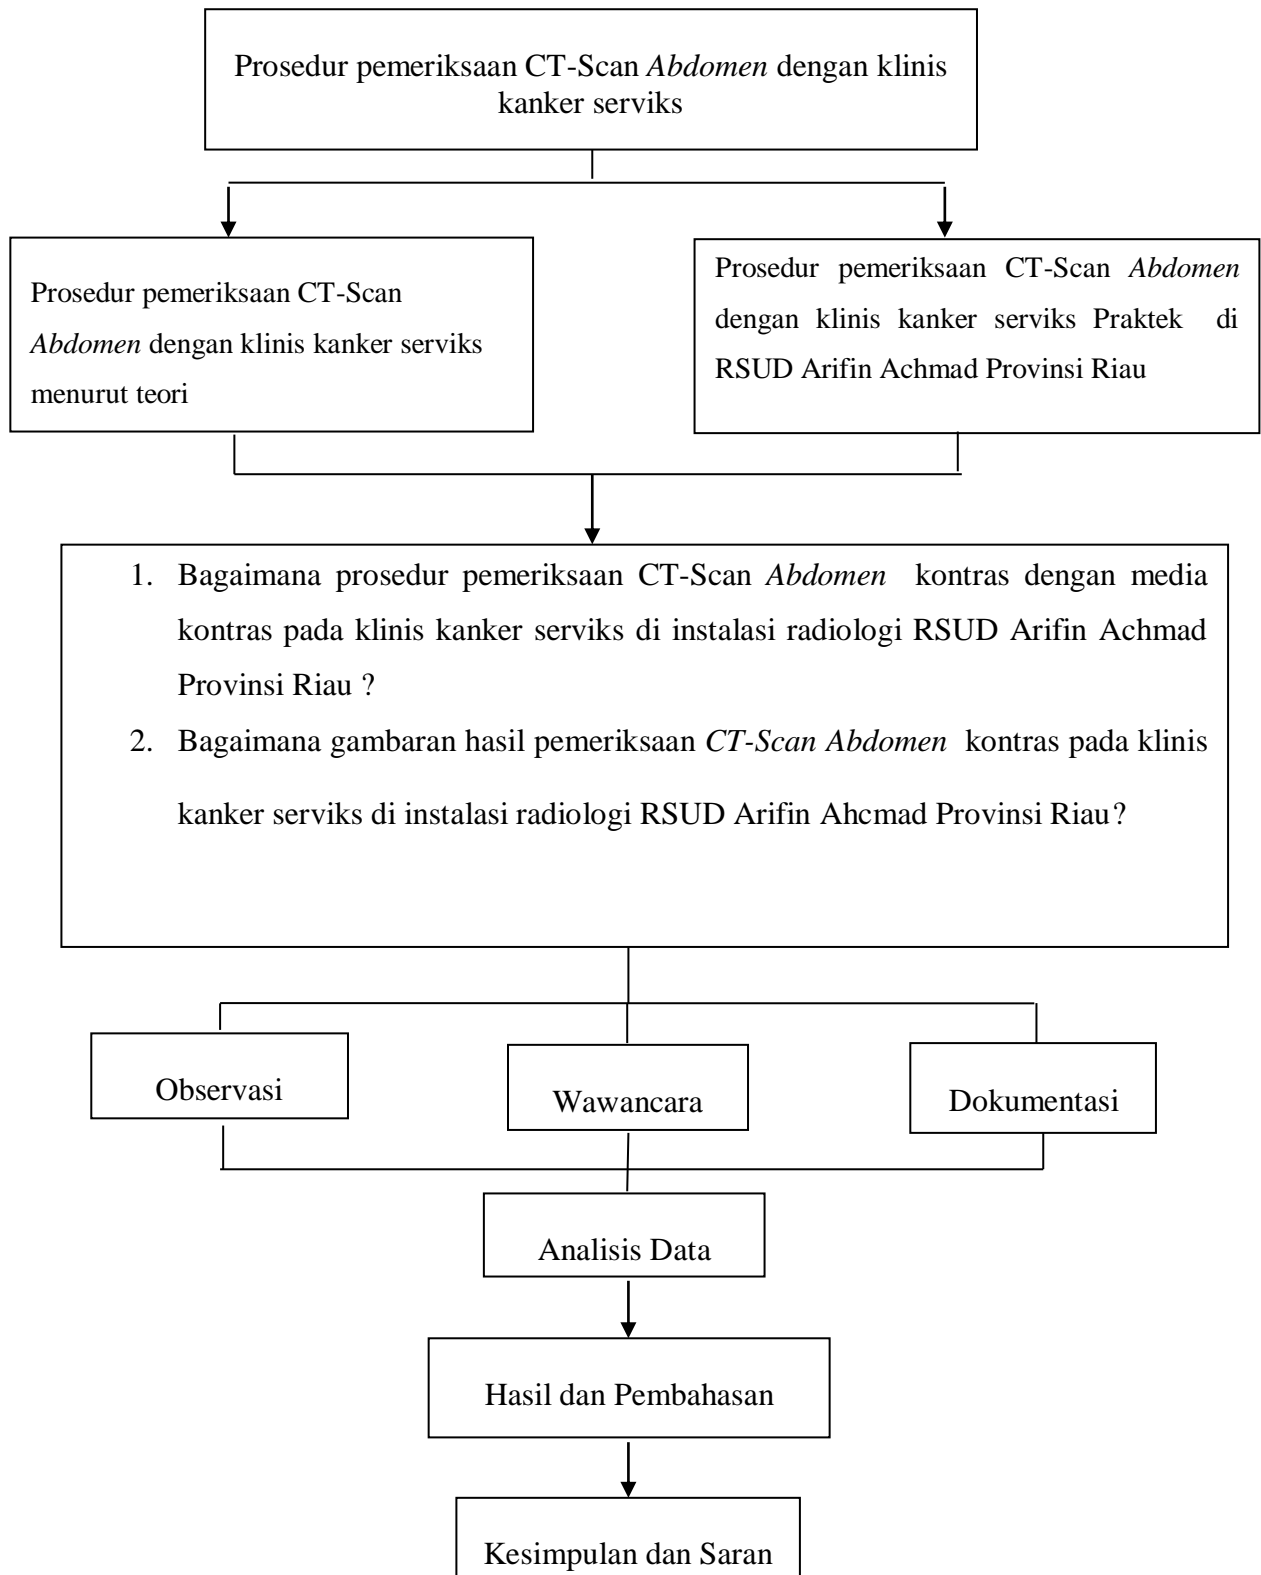 Prosedur pemeriksaan CT-Scan Abdomen dengan klinis
kanker serviks
Prosedur pemeriksaan CT-Scan
Abdomen dengan klinis kanker serviks
menurut teori
Prosedur pemeriksaan CT-Scan Abdomen
dengan klinis kanker serviks Praktek di
RSUD Arifin Achmad Provinsi Riau
1. Bagaimana prosedur pemeriksaan CT-Scan Abdomen kontras dengan media
kontras pada klinis kanker serviks di instalasi radiologi RSUD Arifin Achmad
Provinsi Riau ?
2. Bagaimana gambaran hasil pemeriksaan CT-Scan Abdomen kontras pada klinis
kanker serviks di instalasi radiologi RSUD Arifin Ahcmad Provinsi Riau?
Observasi
Wawancara
Dokumentasi
Analisis Data
Hasil dan Pembahasan
Kesimpulan dan Saran